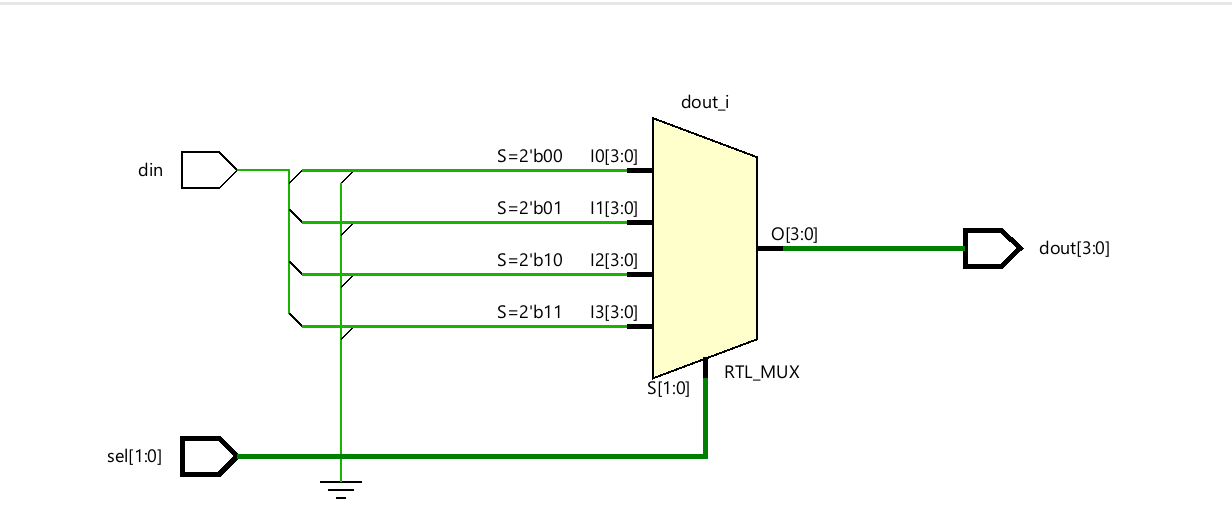 dout_i
din
S=2'b00 I0[3:0]
S=2'b01 I1[3:0]
O[3:0]
dout[3:0]
S=2'b10 I2[3:0]
S=2'b11 I3[3:0]
RTL_MUX
S[1:0]
sel[1:0]